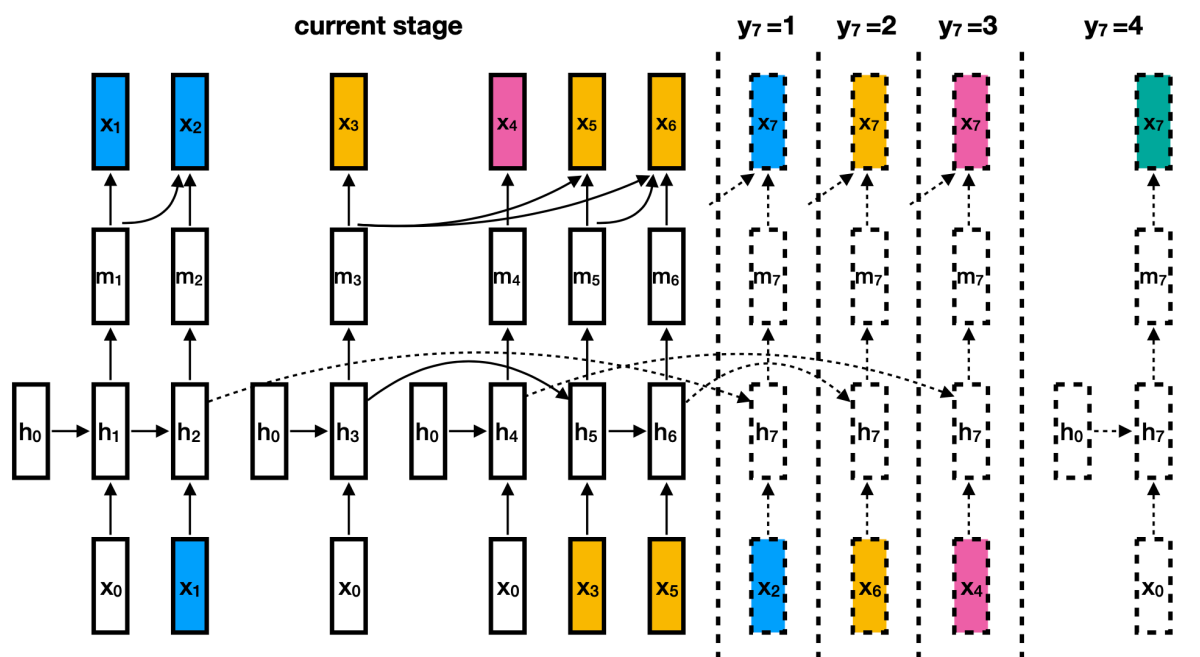 current stage y₇=1 y₇=2 y₇=3 y₇=4
x₁ x₂ x₃ x₄ x₅ x₆ x₇ x₇ x₇ x₇
m₁ m₂ m₃ m₄ m₅ m₆ m₇ m₇ m₇ m₇
h₀ h₁ h₂ h₀ h₃ h₀ h₄ h₅ h₆ h₇ h₇ h₇ h₀ h₇
x₀ x₁ x₀ x₀ x₃ x₅ x₂ x₆ x₄ x₀